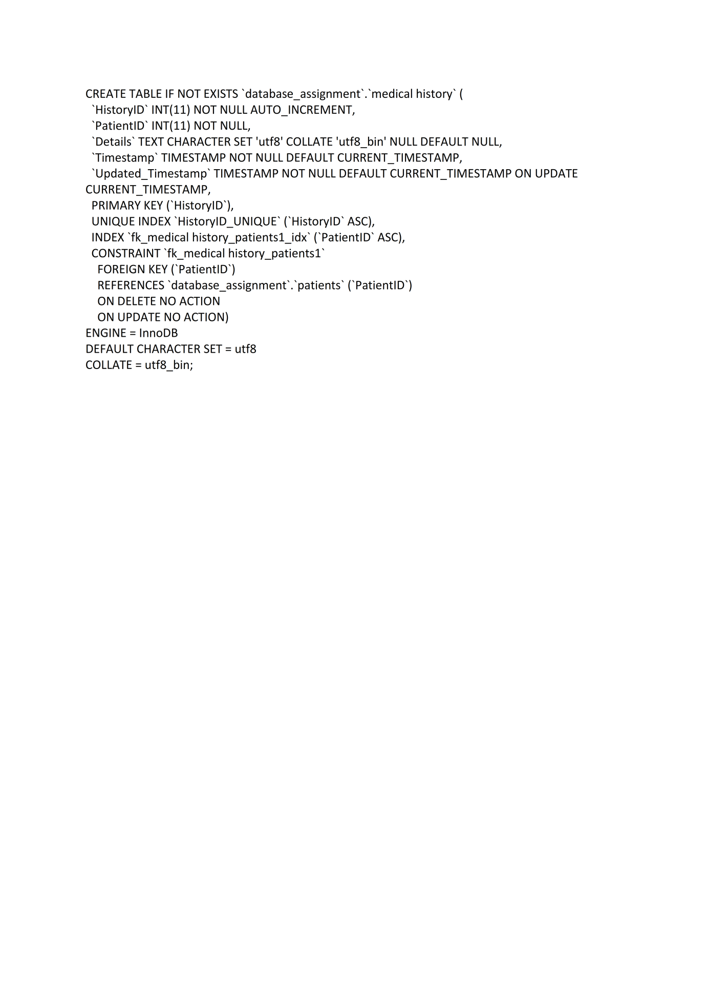 CREATE TABLE IF NOT EXISTS `database_assignment`.`medical history` (
`HistoryID` INT(11) NOT NULL AUTO_INCREMENT,
`PatientID` INT(11) NOT NULL,
`Details` TEXT CHARACTER SET 'utf8' COLLATE 'utf8_bin' NULL DEFAULT NULL,
`Timestamp` TIMESTAMP NOT NULL DEFAULT CURRENT_TIMESTAMP,
`Updated_Timestamp` TIMESTAMP NOT NULL DEFAULT CURRENT_TIMESTAMP ON UPDATE
CURRENT_TIMESTAMP,
PRIMARY KEY (`HistoryID`),
UNIQUE INDEX `HistoryID_UNIQUE` (`HistoryID` ASC),
INDEX `fk_medical history_patients1_idx` (`PatientID` ASC),
CONSTRAINT `fk_medical history_patients1`
FOREIGN KEY (`PatientID`)
REFERENCES `database_assignment`.`patients` (`PatientID`)
ON DELETE NO ACTION
ON UPDATE NO ACTION)
ENGINE = InnoDB
DEFAULT CHARACTER SET = utf8
COLLATE = utf8_bin;